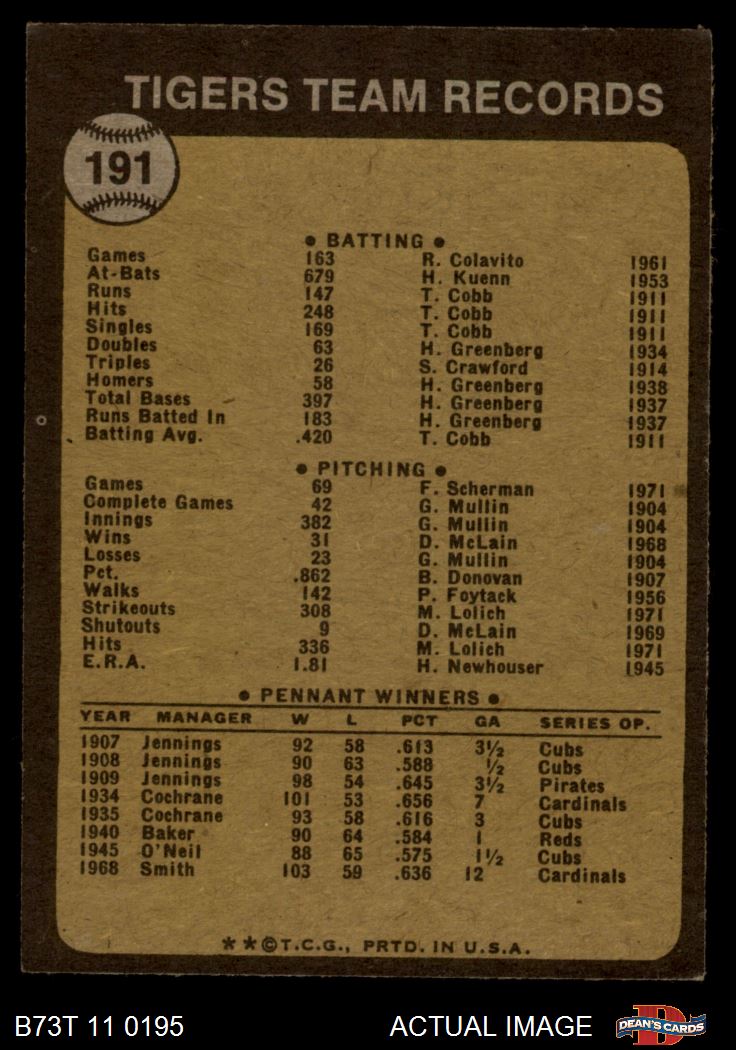 TIGERS TEAM RECORDS
191
● BATTING ●
Games 163 R. Colavito 1961
At-Bats 679 H. Kuenn 1953
Runs 147 T. Cobb 1911
Hits 248 T. Cobb 1911
Singles 169 T. Cobb 1911
Doubles 63 H. Greenberg 1934
Triples 26 S. Crawford 1914
Homers 58 H. Greenberg 1938
Total Bases 397 H. Greenberg 1937
Runs Batted In 183 H. Greenberg 1937
Batting Avg. .420 T. Cobb 1911
● PITCHING ●
Games 69 F. Scherman 1971
Complete Games 42 G. Mullin 1904
Innings 382 G. Mullin 1904
Wins 31 D. McLain 1968
Losses 23 G. Mullin 1904
Pct. .862 B. Donovan 1907
Walks 142 P. Foytack 1956
Strikeouts 308 M. Lolich 1971
Shutouts 9 D. McLain 1969
Hits 336 M. Lolich 1971
E.R.A. 1.81 H. Newhouser 1945
● PENNANT WINNERS ●
YEAR MANAGER W L PCT GA SERIES OP.
1907 Jennings 92 58 .613 3½ Cubs
1908 Jennings 90 63 .588 ½ Cubs
1909 Jennings 98 54 .645 3½ Pirates
1934 Cochrane 101 53 .656 7 Cardinals
1935 Cochrane 93 58 .616 3 Cubs
1940 Baker 90 64 .584 1 Reds
1945 O'Neil 88 65 .575 1½ Cubs
1968 Smith 103 59 .636 12 Cardinals
**©T.C.G., PRTD. IN U.S.A.
B73T 11 0195 ACTUAL IMAGE D DEAN'S CARDS